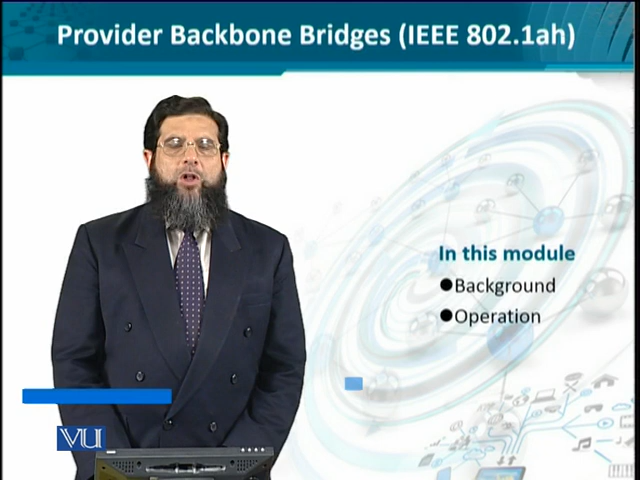 Provider Backbone Bridges (IEEE 802.1ah)
In this module
●Background
●Operation
VU